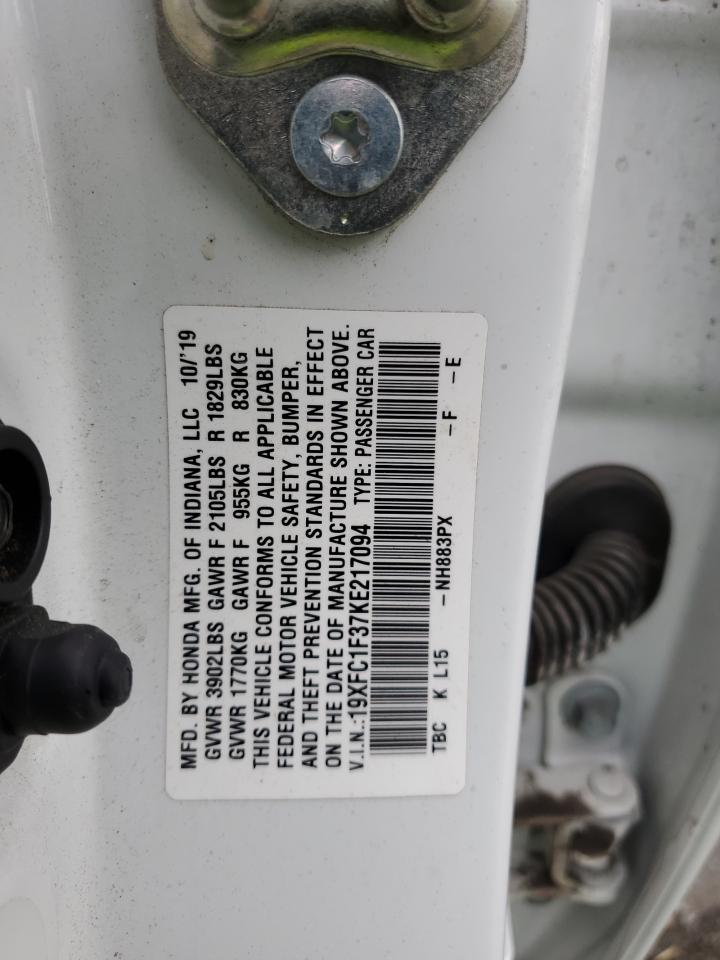 MFD. BY HONDA MFG. OF INDIANA, LLC 10/'19
GVWR 3902LBS GAWR F 2105LBS R 1829LBS
GVWR 1770KG GAWR F 955KG R 830KG
THIS VEHICLE CONFORMS TO ALL APPLICABLE
FEDERAL MOTOR VEHICLE SAFETY, BUMPER,
AND THEFT PREVENTION STANDARDS IN EFFECT
ON THE DATE OF MANUFACTURE SHOWN ABOVE.
V.I.N.:19XFC1F37KE217094 TYPE: PASSENGER CAR
TBC K L15 - NH883PX - F - E